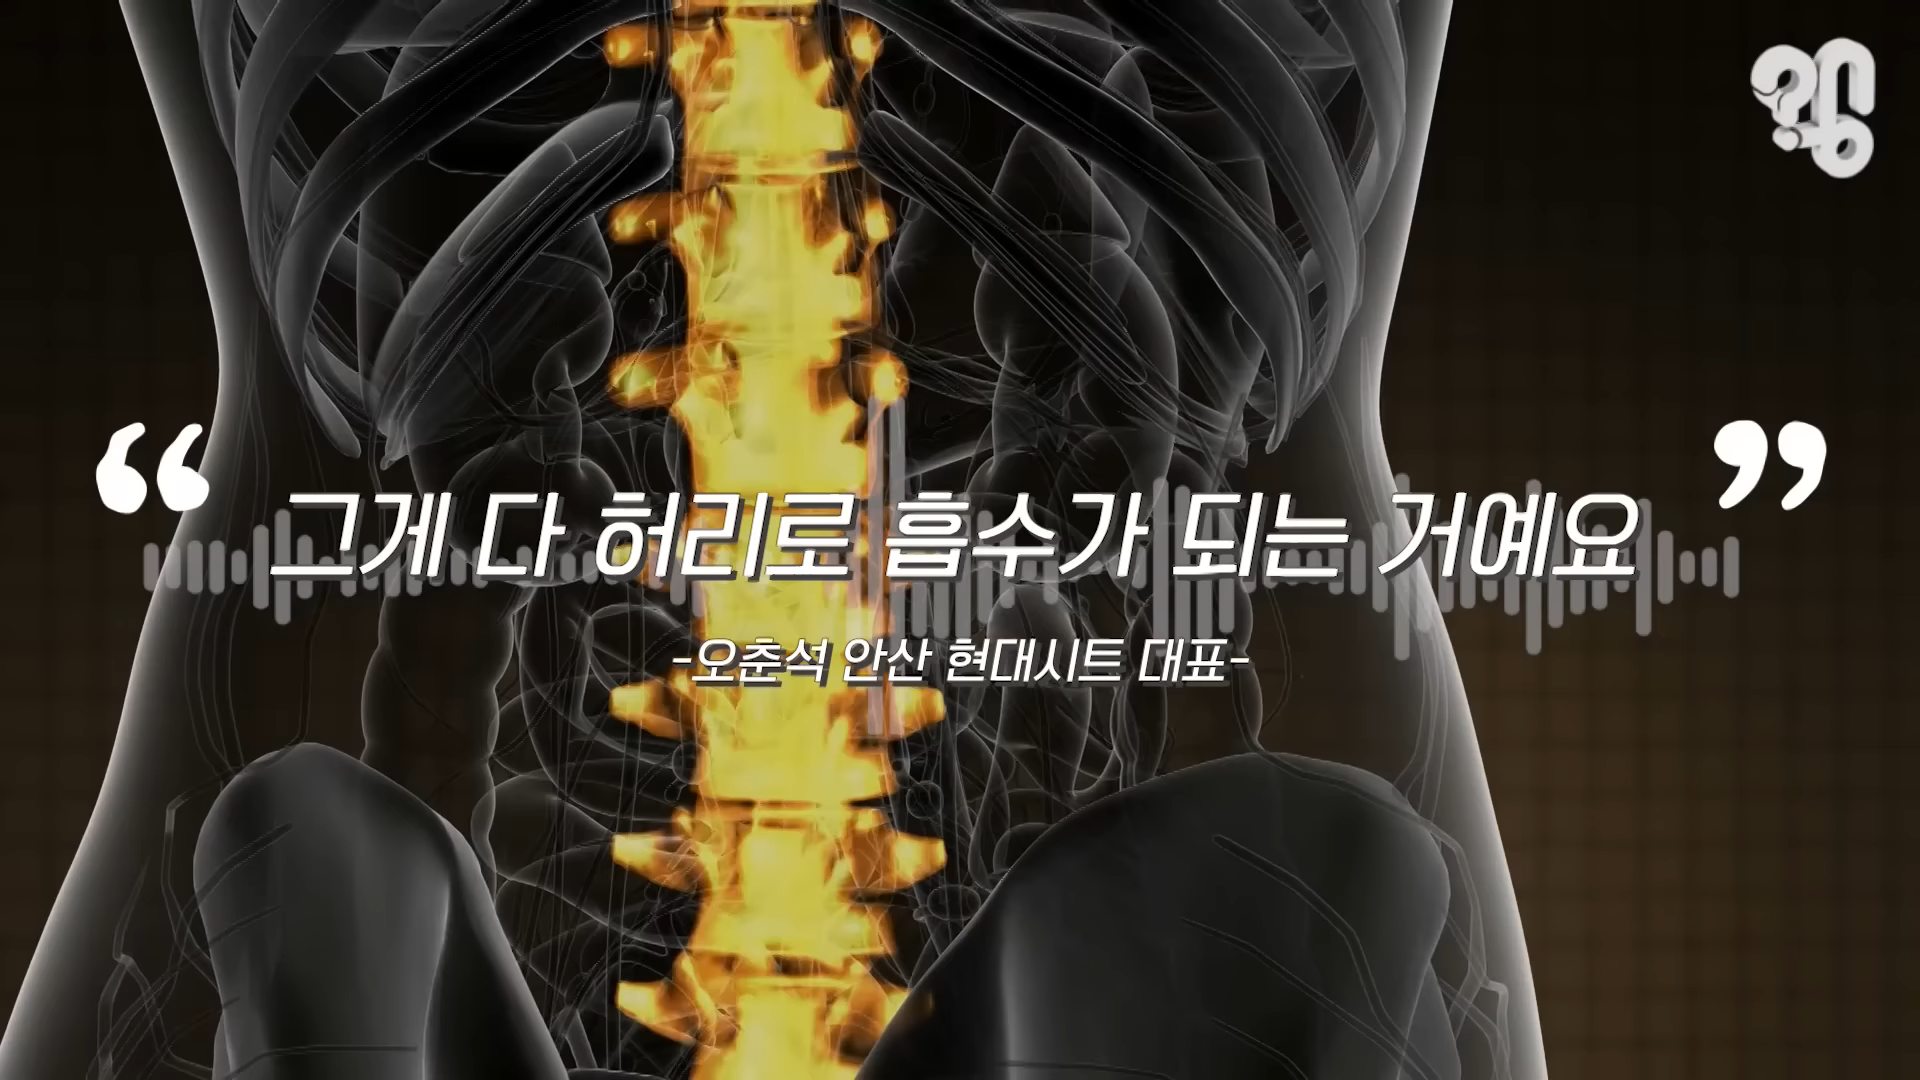 “그게 다 허리로 흡수가 되는 거예요”
-오춘석 안산 현대시트 대표-